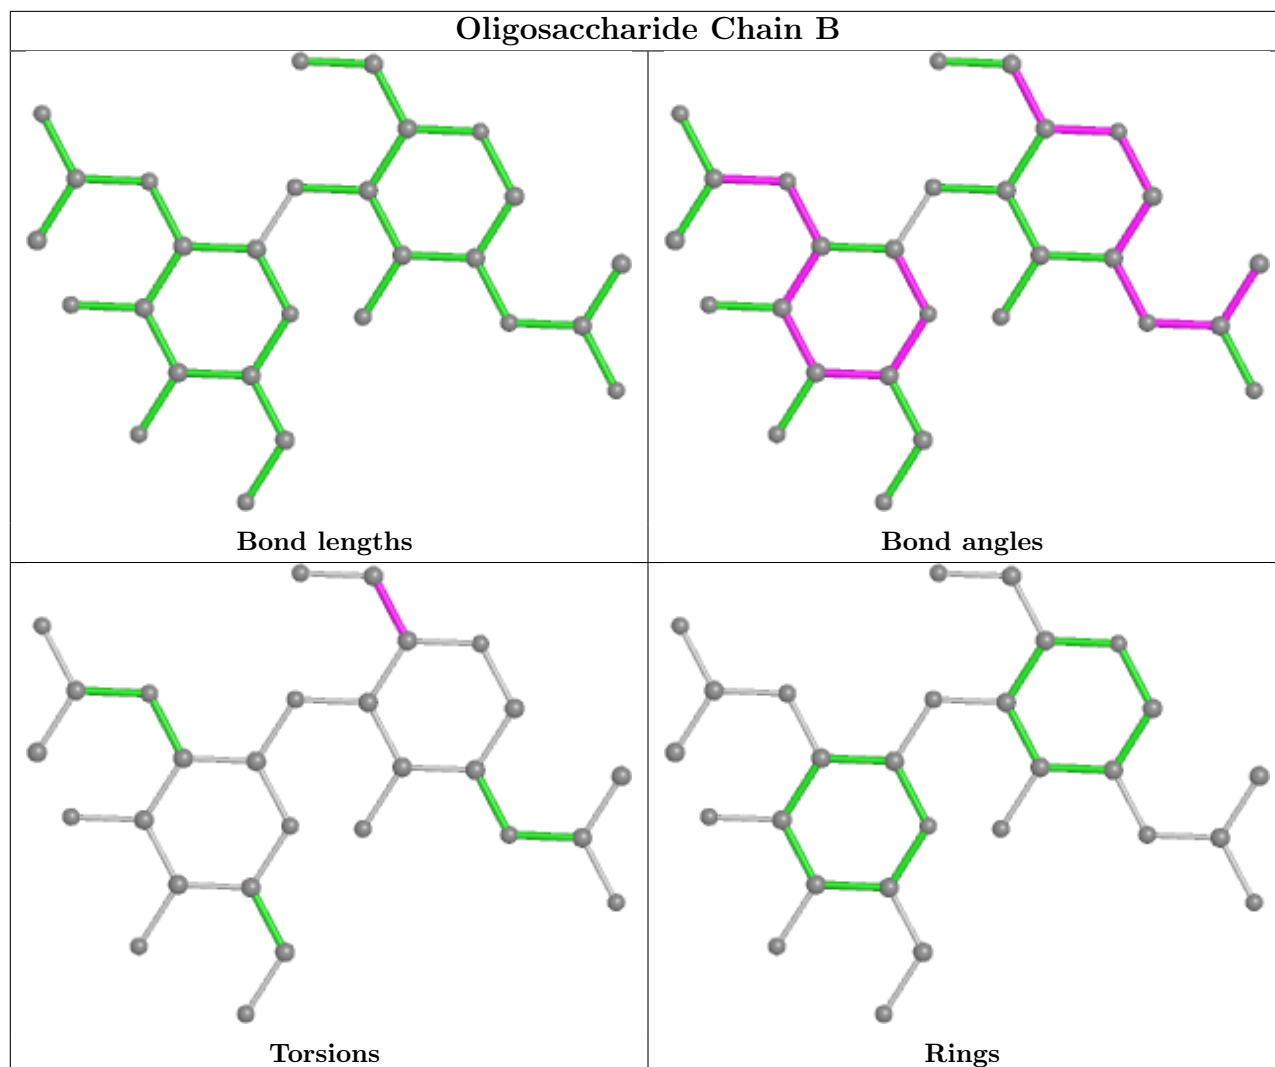 Oligosaccharide Chain B
Bond lengths
Bond angles
Torsions
Rings